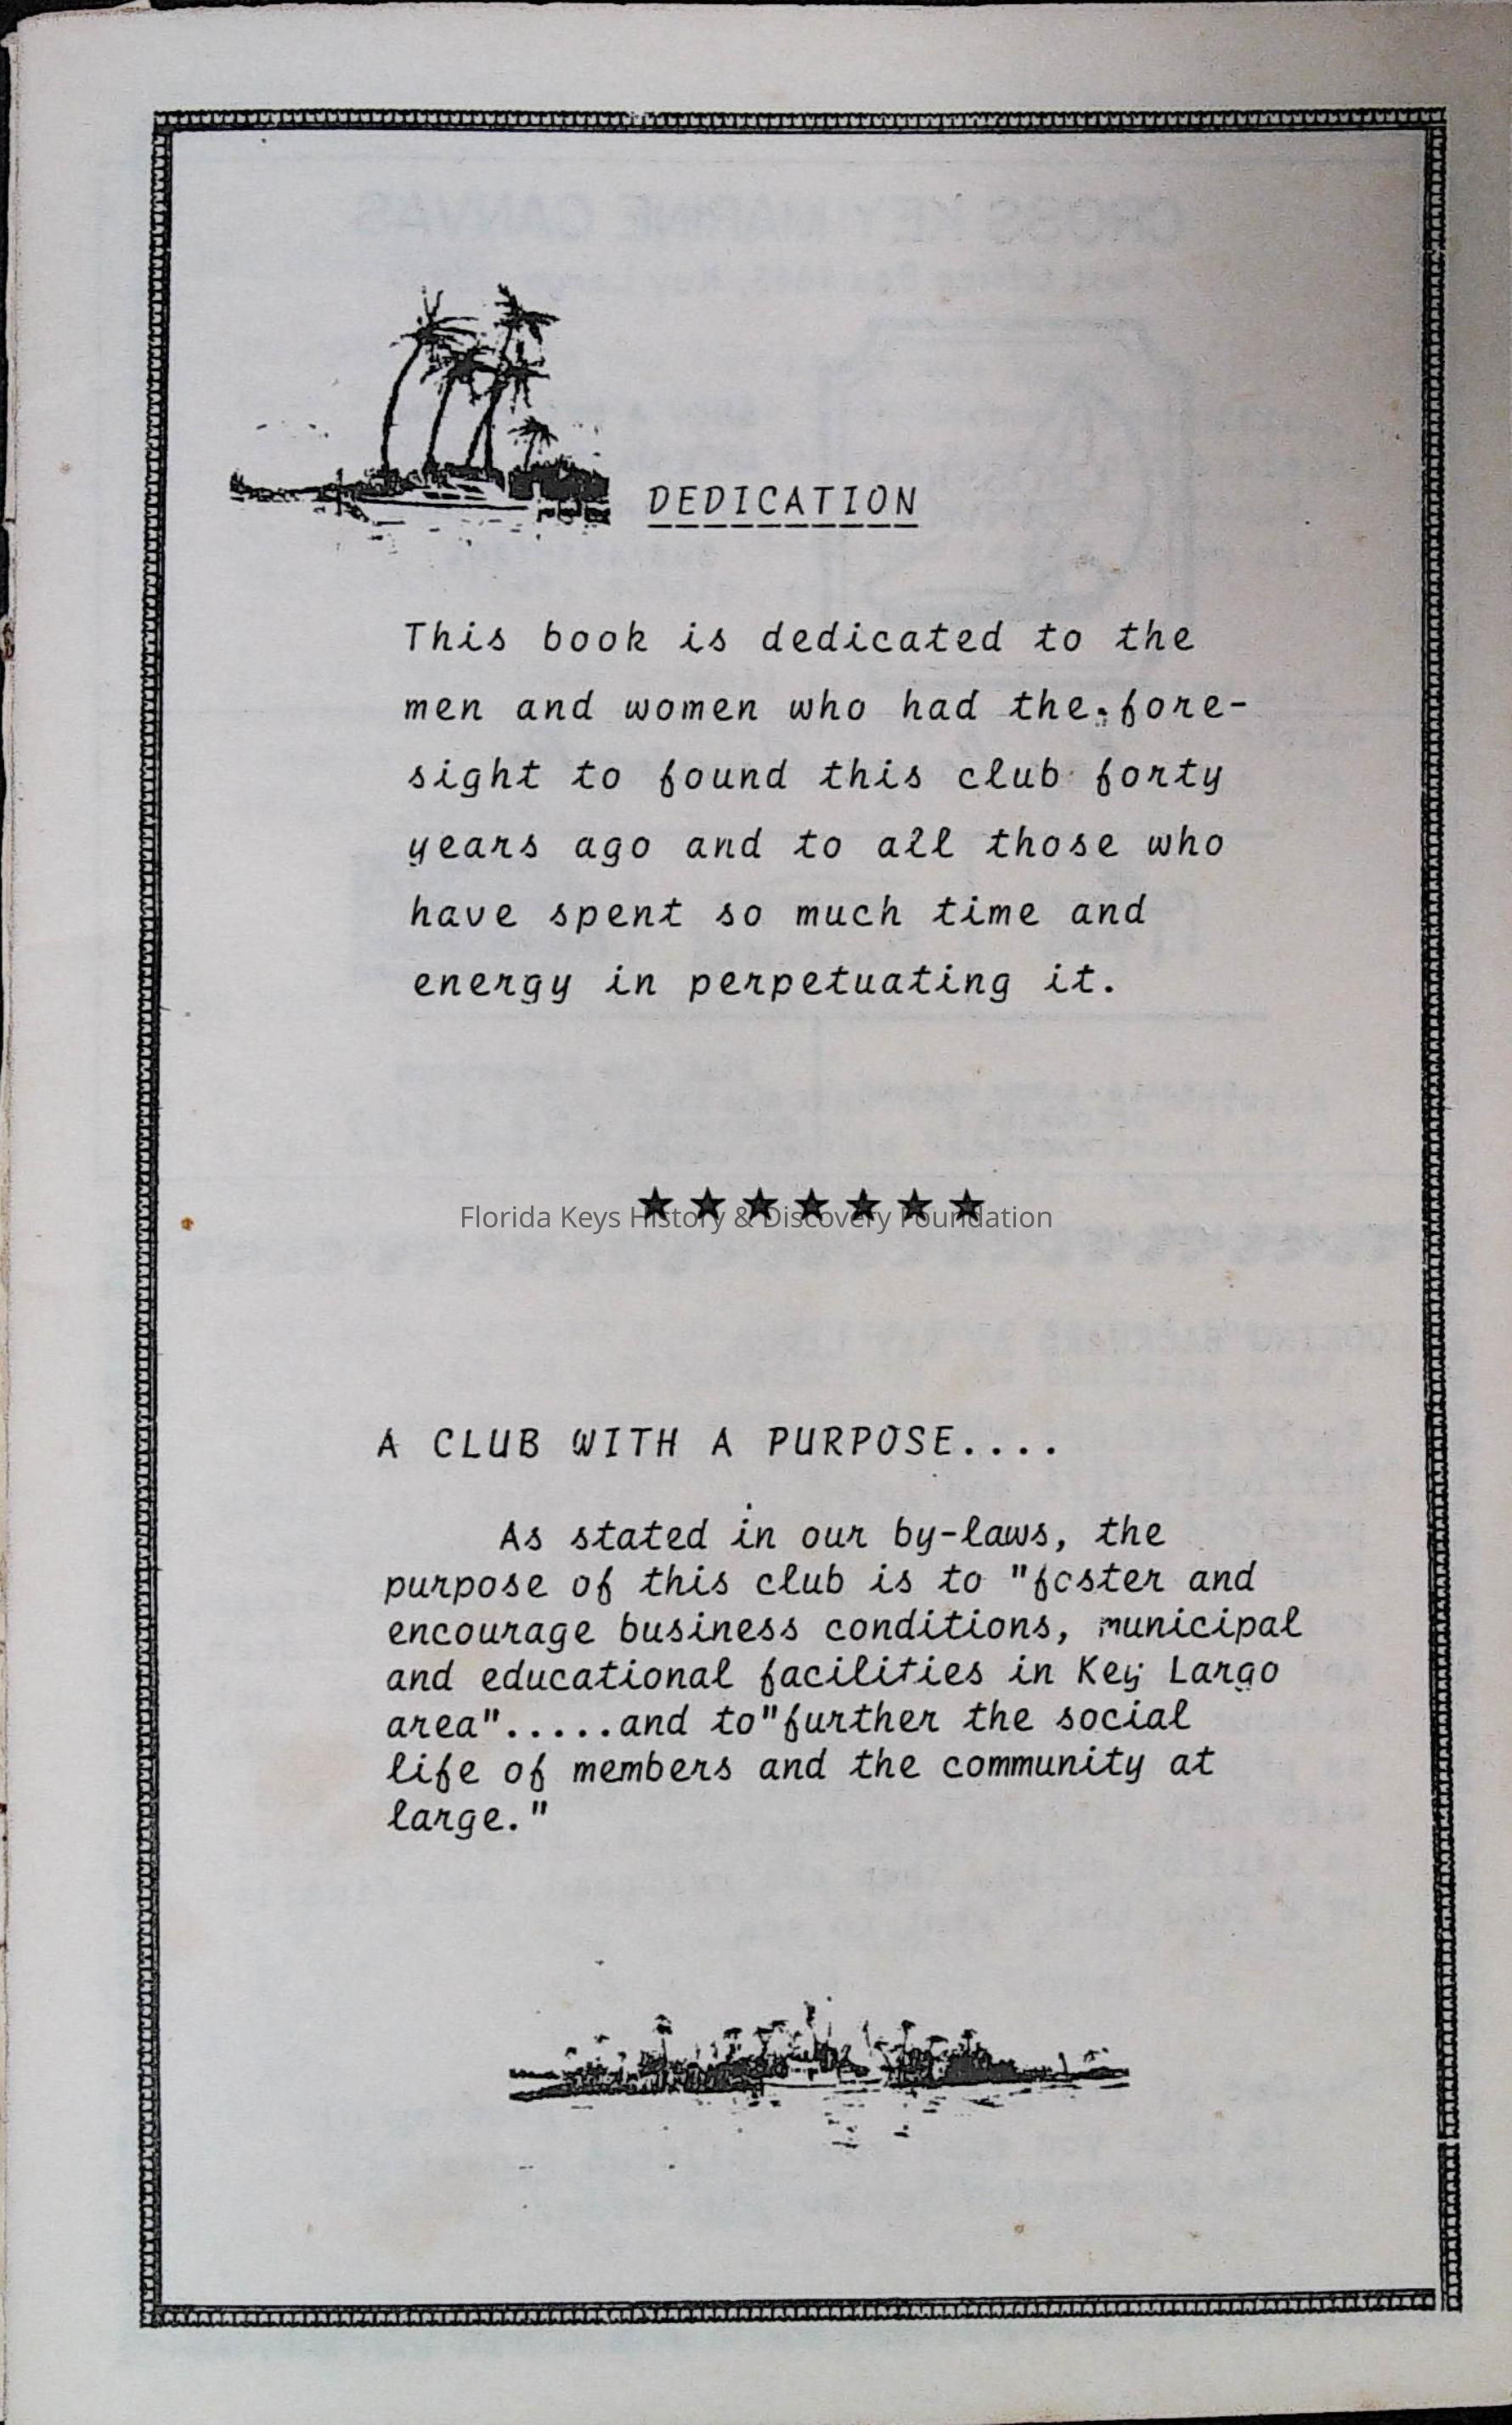 DEDICATION
This book is dedicated to the
men and women who had the fore-
sight to found this club forty
years ago and to all those who
have spent so much time and
energy in perpetuating it.
★★★★★★★
Florida Keys History & Discovery Foundation
A CLUB WITH A PURPOSE....
As stated in our by-laws, the
purpose of this club is to "foster and
encourage business conditions, municipal
and educational facilities in Key Largo
area".....and to"further the social
life of members and the community at
large."